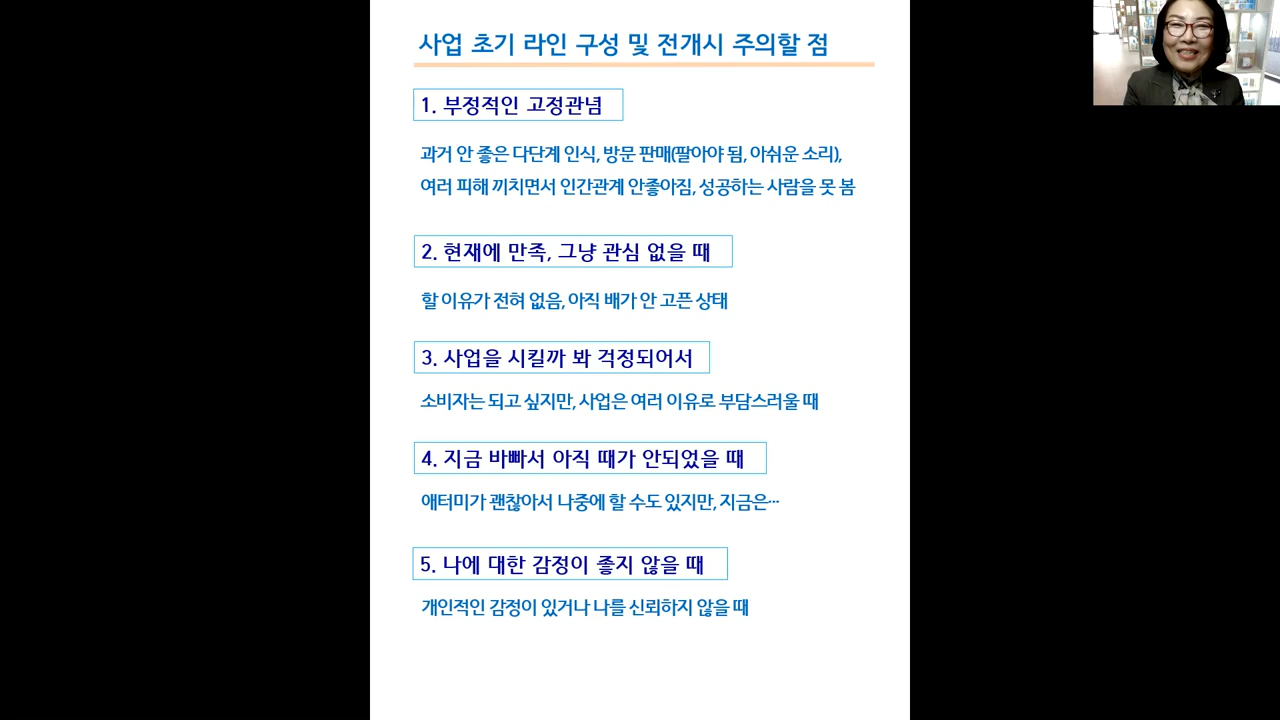 사업 초기 라인 구성 및 전개시 주의할 점
1. 부정적인 고정관념
과거 안 좋은 다단계 인식, 방문 판매(팔아야 됨, 아쉬운 소리),
여러 피해 끼치면서 인간관계 안좋아짐, 성공하는 사람을 못 봄
2. 현재에 만족, 그냥 관심 없을 때
할 이유가 전혀 없음, 아직 배가 안 고픈 상태
3. 사업을 시킬까 봐 걱정되어서
소비자는 되고 싶지만, 사업은 여러 이유로 부담스러울 때
4. 지금 바빠서 아직 때가 안되었을 때
애터미가 괜찮아서 나중에 할 수도 있지만, 지금은…
5. 나에 대한 감정이 좋지 않을 때
개인적인 감정이 있거나 나를 신뢰하지 않을 때